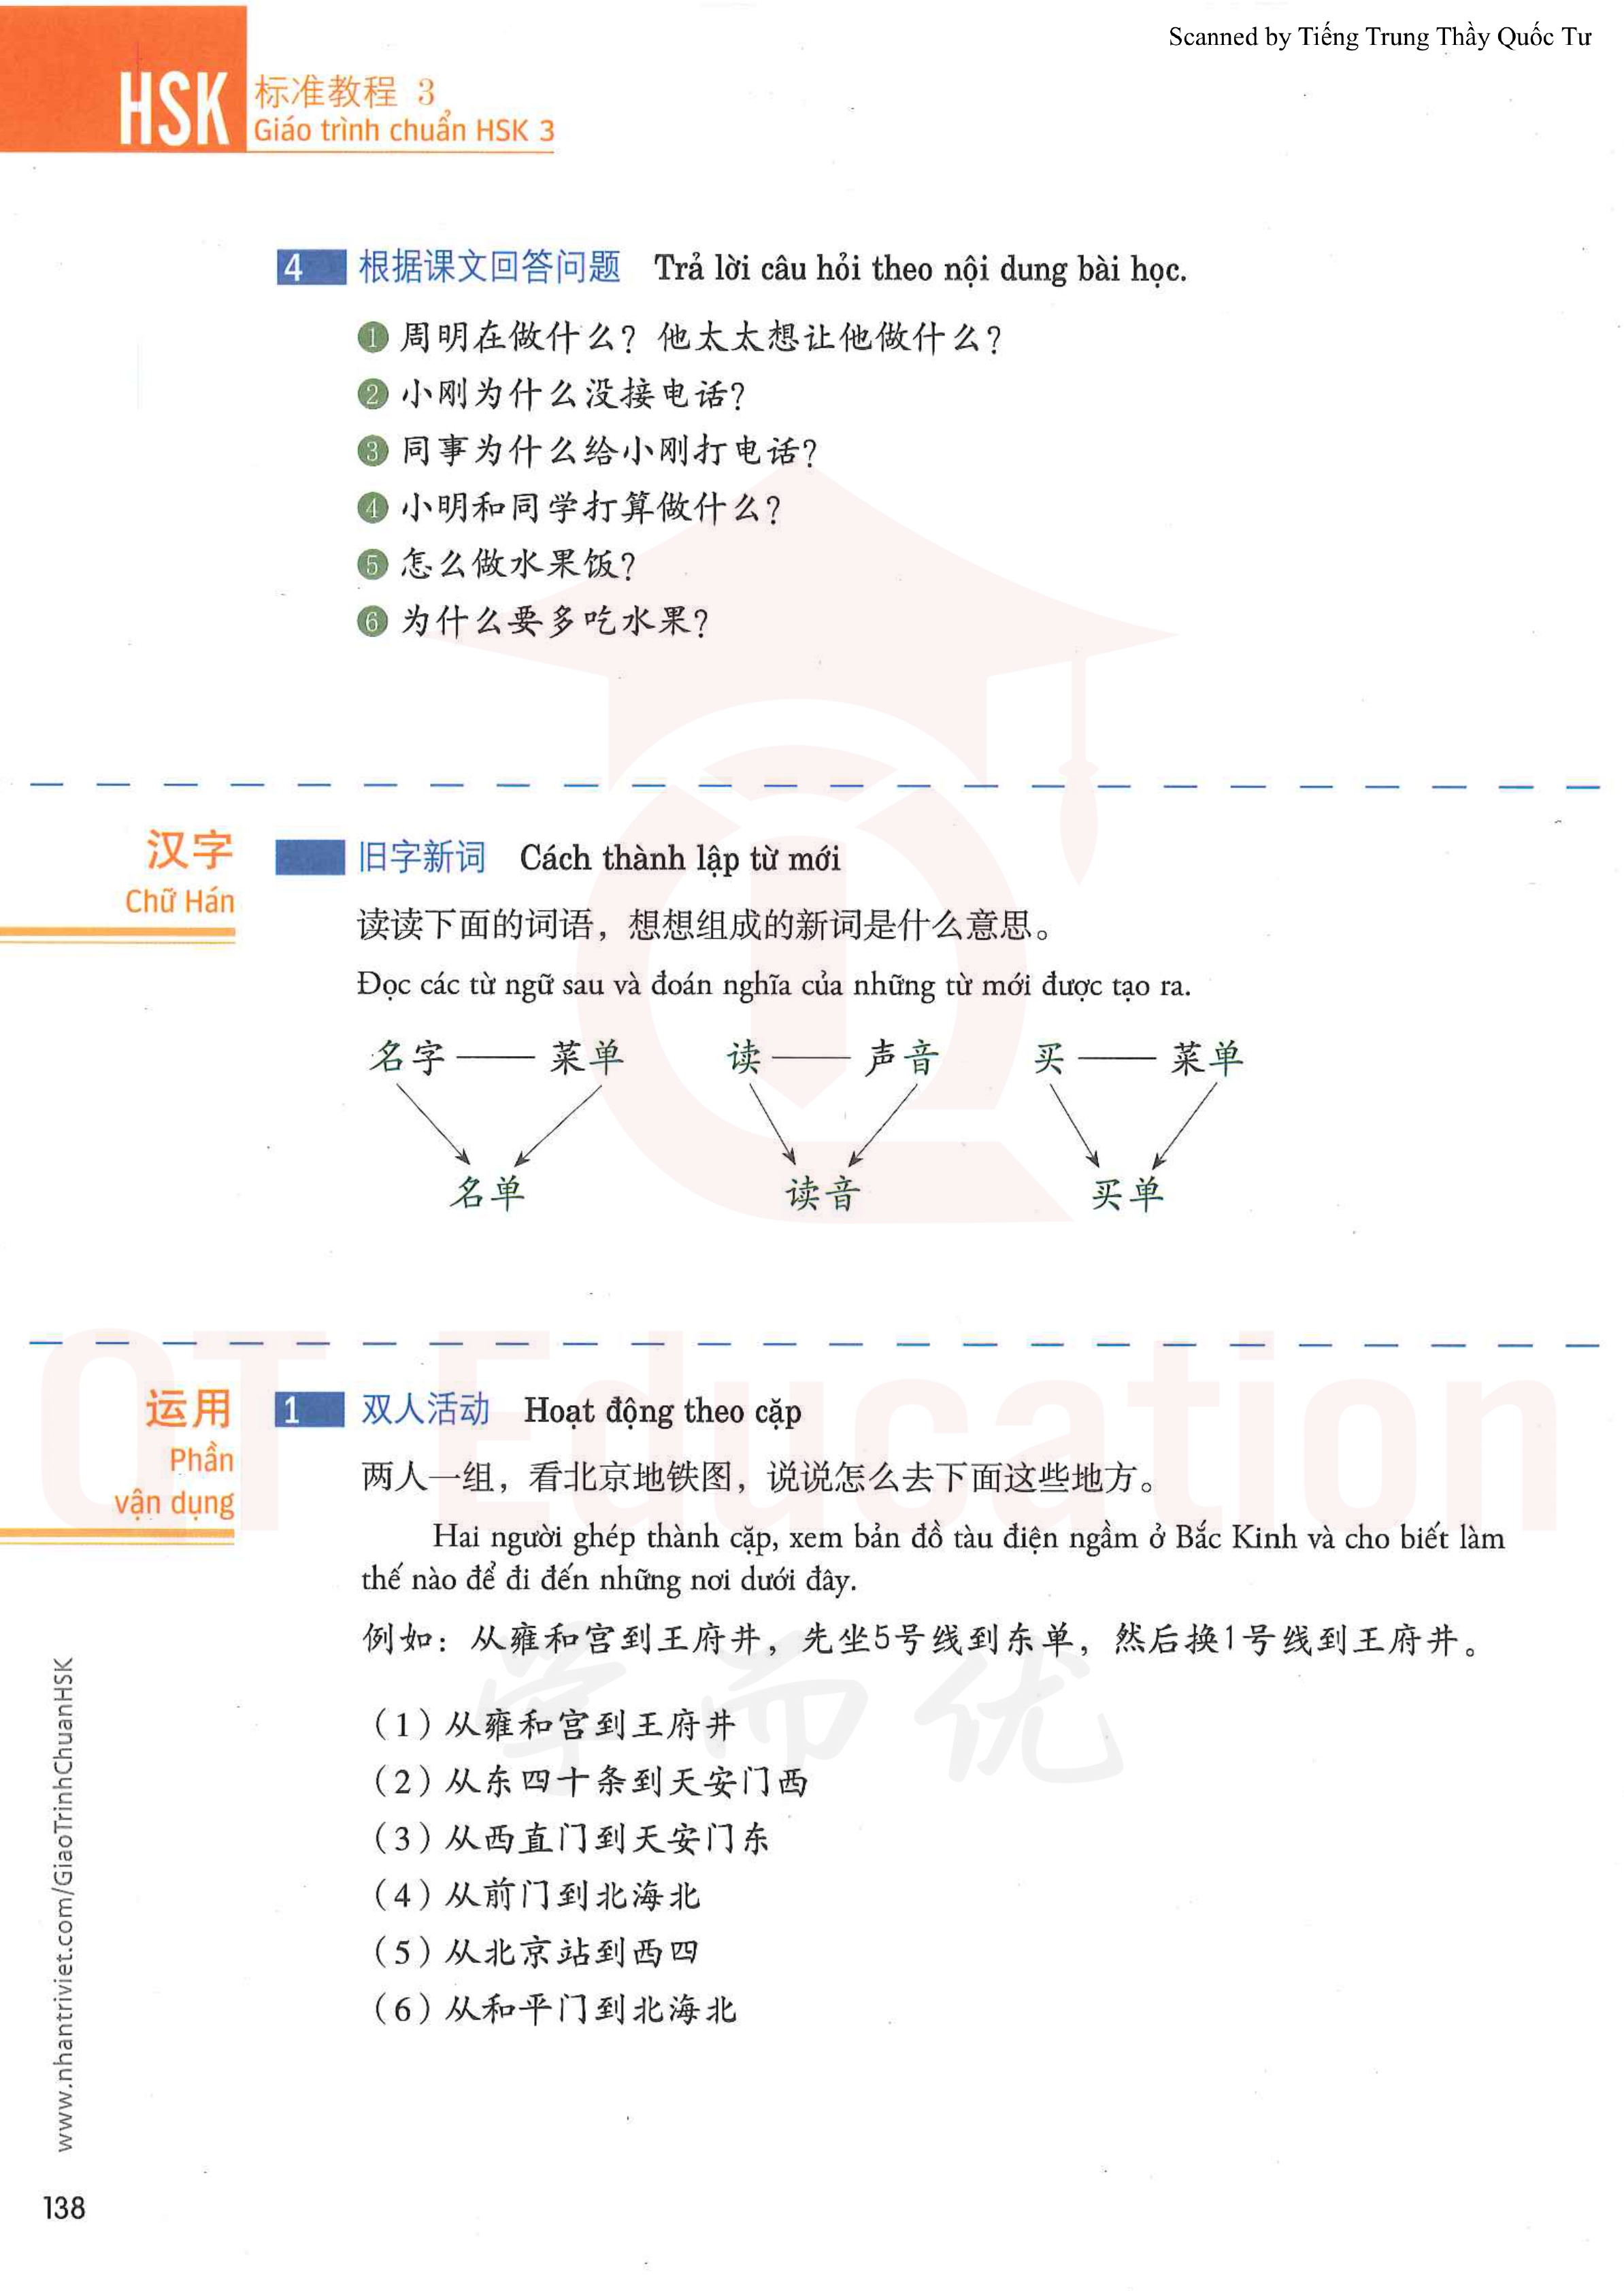 Scanned by Tiếng Trung Thầy Quốc Tư
HSK
标准教程 3
Giáo trình chuẩn HSK 3
4 根据课文回答问题 Trả lời câu hỏi theo nội dung bài học.
1 周明在做什么？他太太想让他做什么？
2 小刚为什么没接电话？
3 同事为什么给小刚打电话？
4 小明和同学打算做什么？
5 怎么做水果饭？
6 为什么要多吃水果？
汉字
Chữ Hán
旧字新词 Cách thành lập từ mới
读读下面的词语，想想组成的新词是什么意思。
Đọc các từ ngữ sau và đoán nghĩa của những từ mới được tạo ra.
名字 —— 菜单 读 —— 声音 买 —— 菜单
名单 读音 买单
QT Education
运用
Phần
vận dụng
1 双人活动 Hoạt động theo cặp
两人一组，看北京地铁图，说说怎么去下面这些地方。
Hai người ghép thành cặp, xem bản đồ tàu điện ngầm ở Bắc Kinh và cho biết làm
thế nào để đi đến những nơi dưới đây.
例如：从雍和宫到王府井，先坐5号线到东单，然后换1号线到王府井。
学而优
（1）从雍和宫到王府井
（2）从东四十条到天安门西
（3）从西直门到天安门东
（4）从前门到北海北
（5）从北京站到西四
（6）从和平门到北海北
www.nhantriviet.com/GiaoTrinhChuanHSK
138